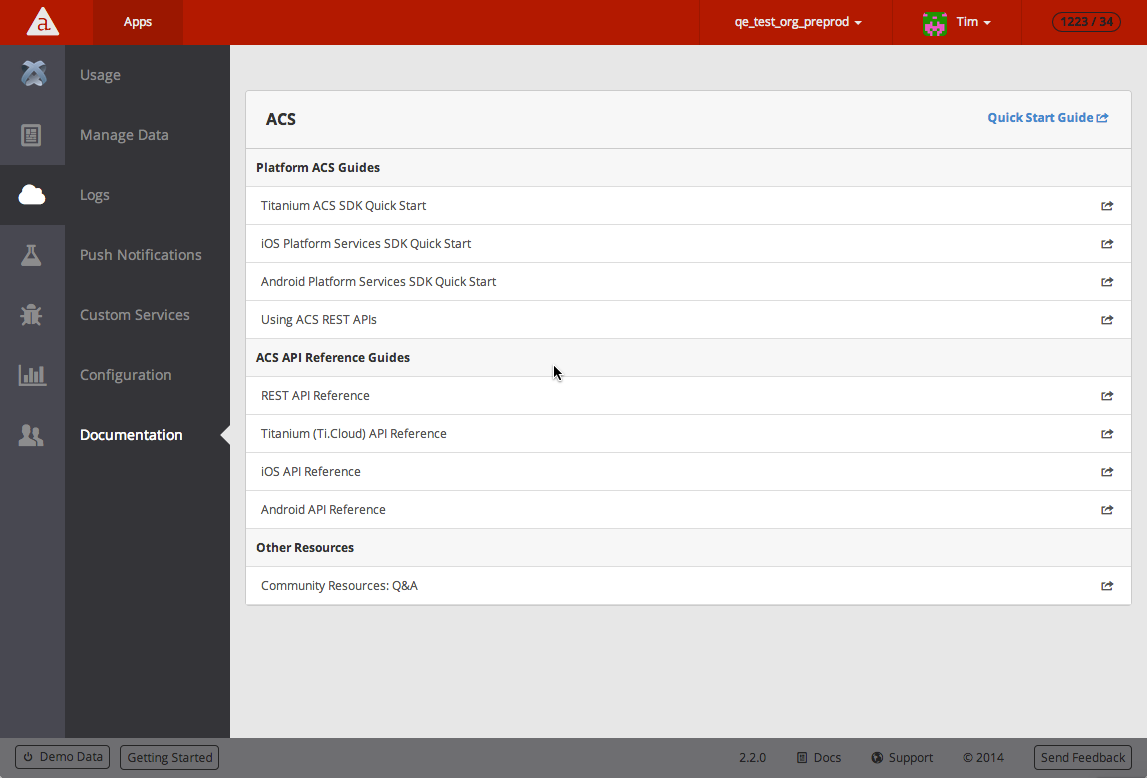 a Apps qe_test_org_preprod Tim 1223 / 34
Usage
Manage Data
Logs
Push Notifications
Custom Services
Configuration
Documentation
ACS Quick Start Guide
Platform ACS Guides
Titanium ACS SDK Quick Start
iOS Platform Services SDK Quick Start
Android Platform Services SDK Quick Start
Using ACS REST APIs
ACS API Reference Guides
REST API Reference
Titanium (Ti.Cloud) API Reference
iOS API Reference
Android API Reference
Other Resources
Community Resources: Q&A
Demo Data Getting Started 2.2.0 Docs Support © 2014 Send Feedback